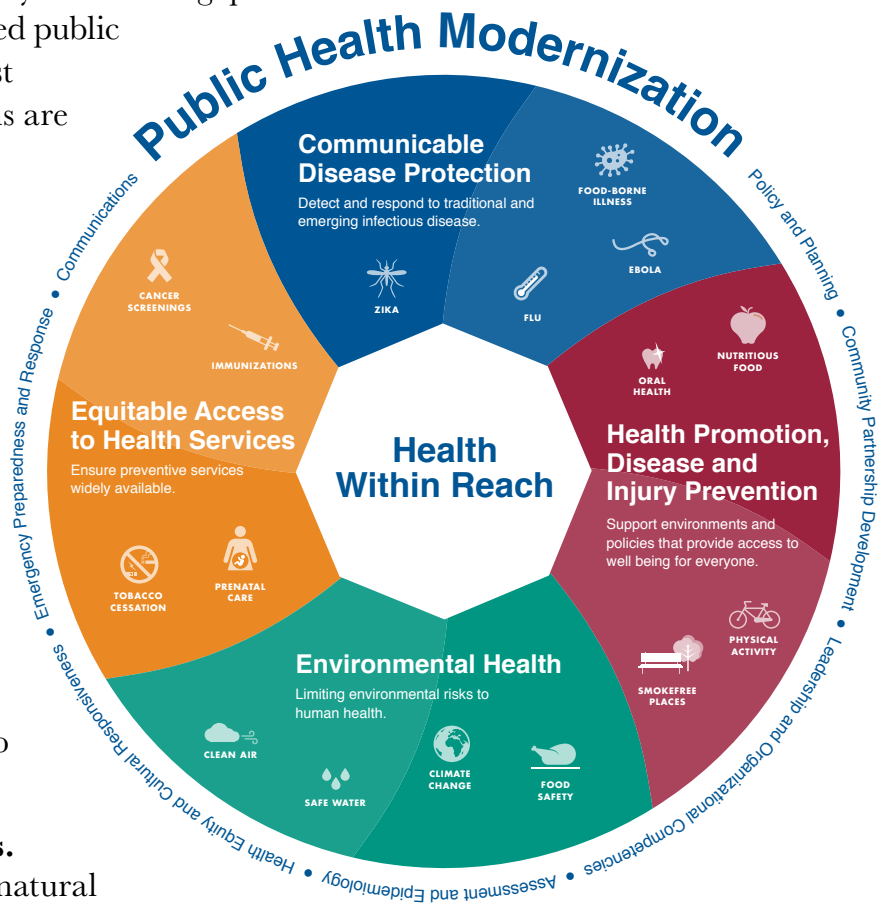 ed public
st
s are
Public Health Modernization
Communicable
Disease Protection
Detect and respond to traditional and
emerging infectious disease.
ZIKA
FLU
FOOD-BORNE
ILLNESS
EBOLA
NUTRITIOUS
FOOD
ORAL
HEALTH
Health Promotion,
Disease and
Injury Prevention
Support environments and
policies that provide access to
well being for everyone.
PHYSICAL
ACTIVITY
SMOKEFREE
PLACES
Environmental Health
Limiting environmental risks to
human health.
CLEAN AIR
SAFE WATER
CLIMATE
CHANGE
FOOD
SAFETY
CANCER
SCREENINGS
IMMUNIZATIONS
Equitable Access
to Health Services
Ensure preventive services
widely available.
TOBACCO
CESSATION
PRENATAL
CARE
Health
Within Reach
Policy and Planning • Community Partnership Development • Leadership and Organizational Competencies • Assessment and Epidemiology • Health Equity and Cultural Responsiveness • Emergency Preparedness and Response • Communications
o
s.
natural